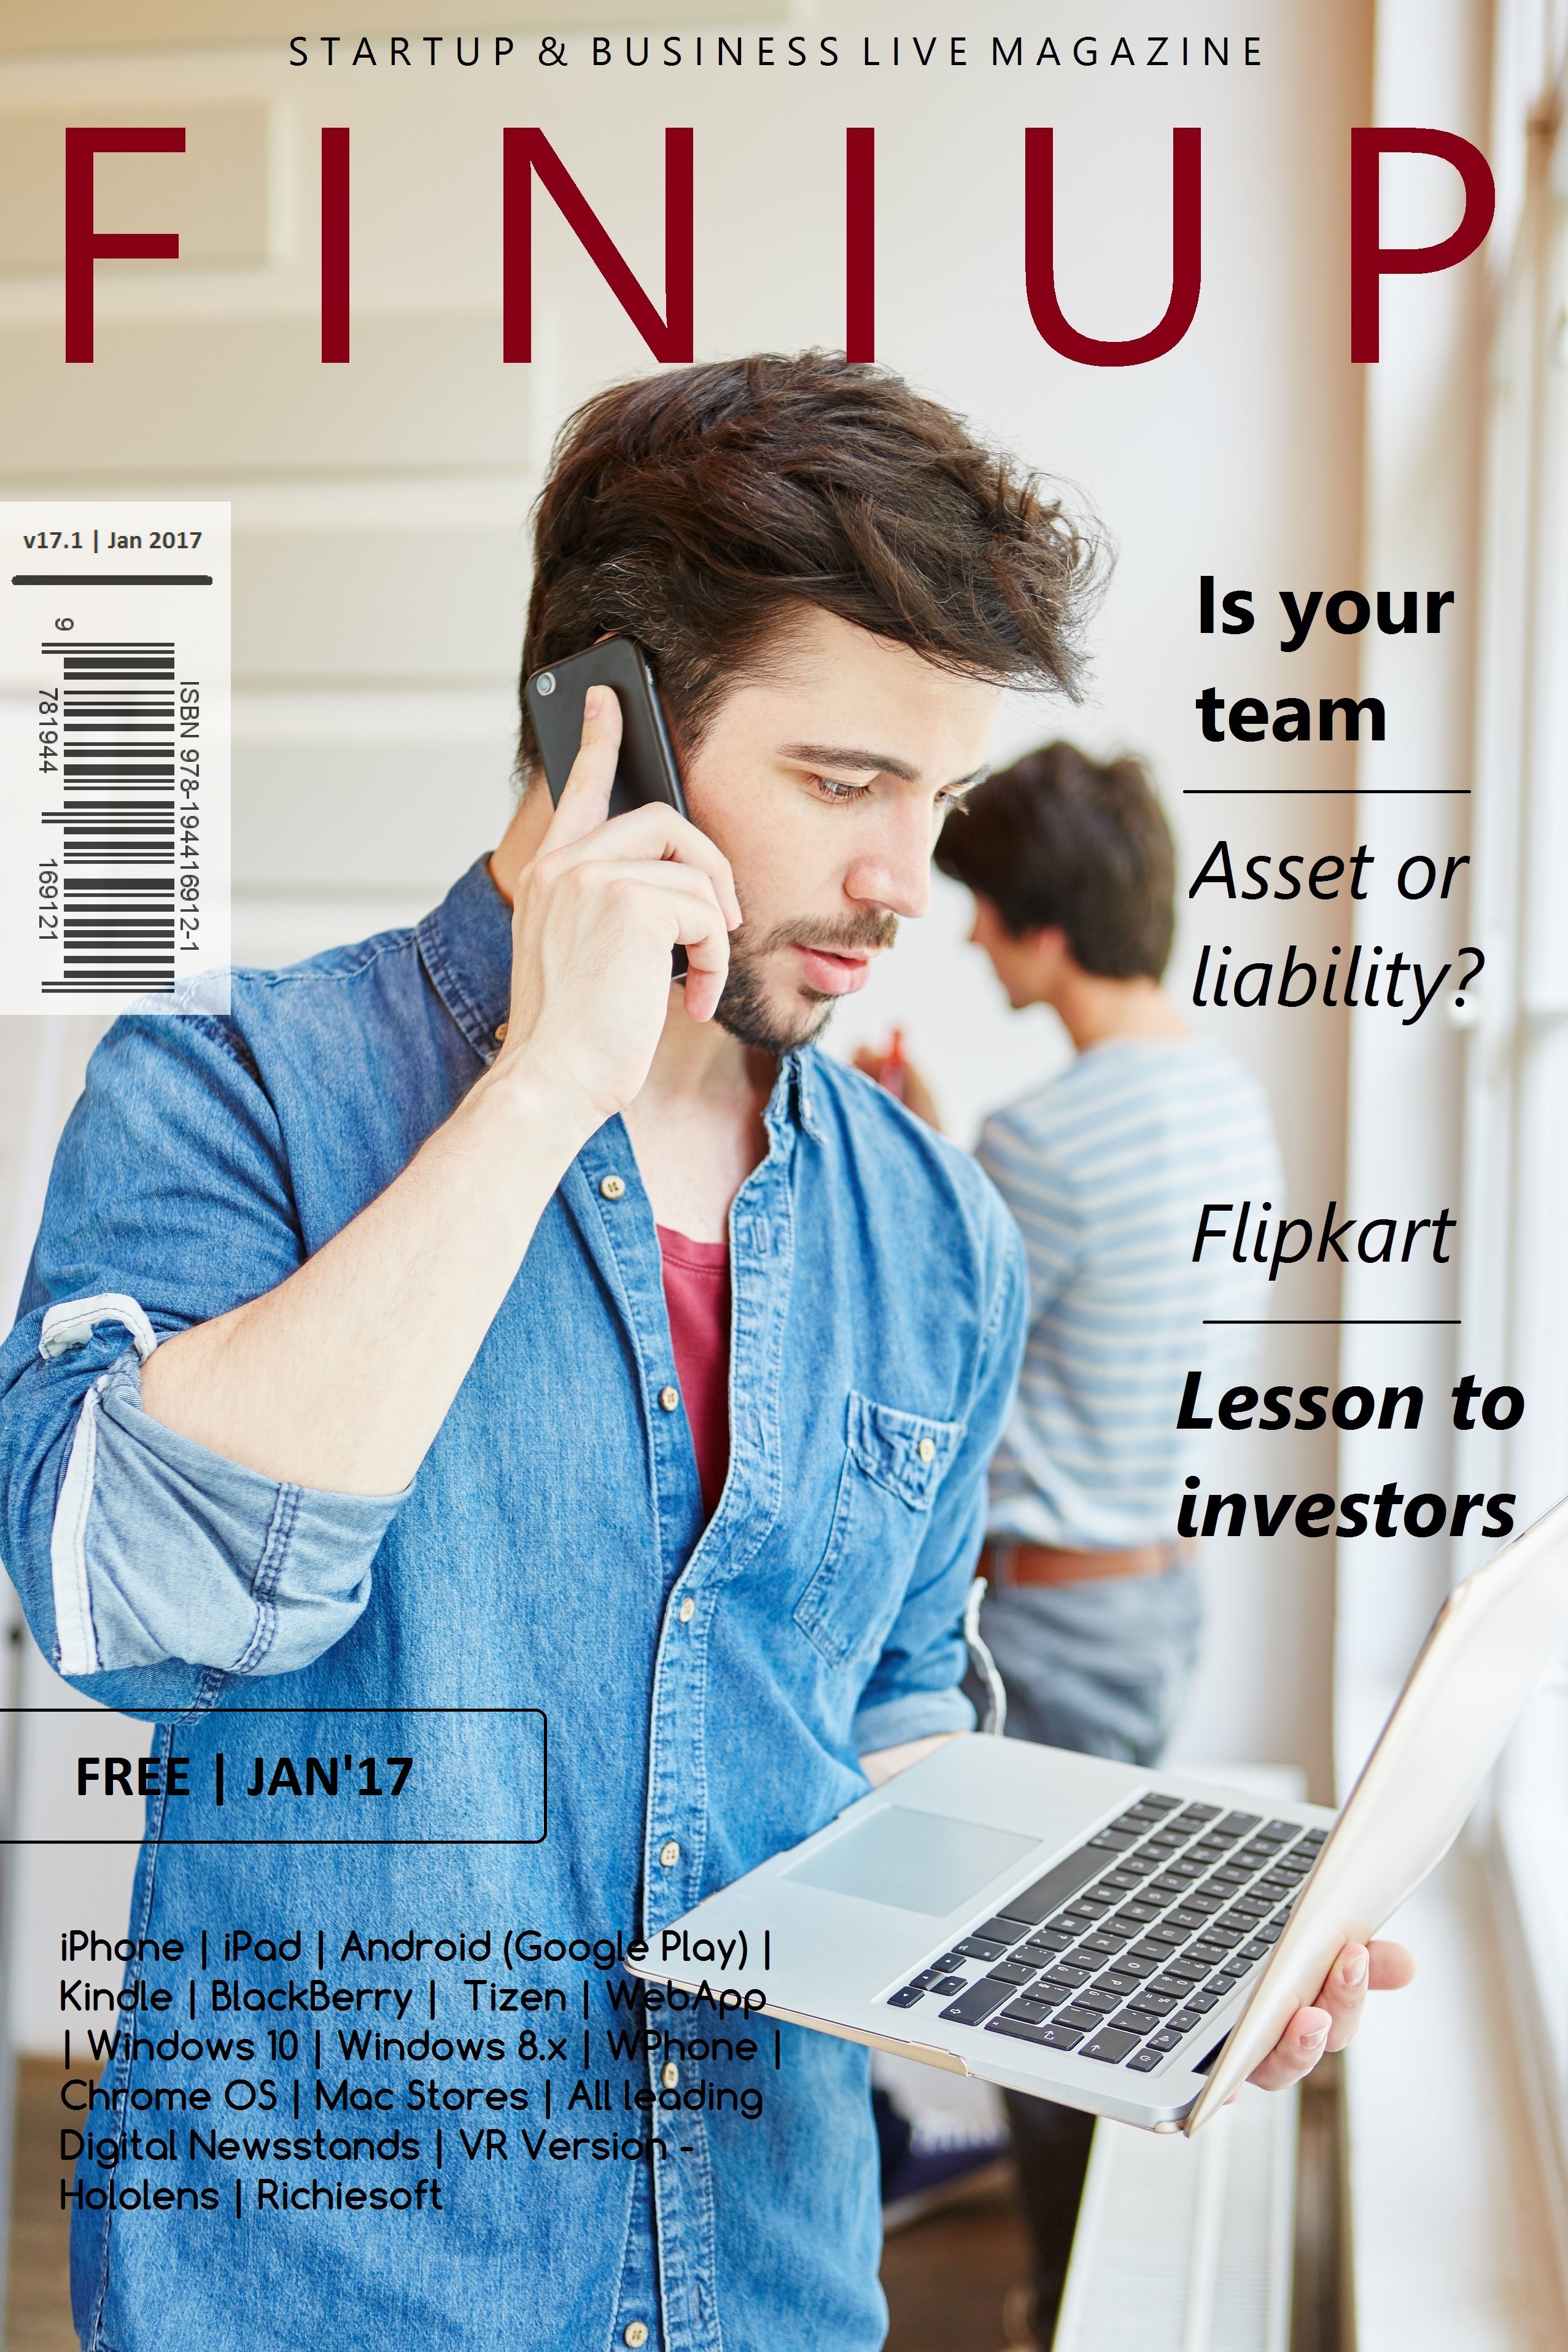 STARTUP & BUSINESS LIVE MAGAZINE
FINIUP
v17.1 | Jan 2017
ISBN 978-194416912-1
9 781944 169121
Is your
team
Asset or
liability?
Flipkart
Lesson to
investors
FREE | JAN'17
iPhone | iPad | Android (Google Play) |
Kindle | BlackBerry | Tizen | WebApp
| Windows 10 | Windows 8.x | WPhone |
Chrome OS | Mac Stores | All leading
Digital Newsstands | VR Version -
Hololens | Richiesoft